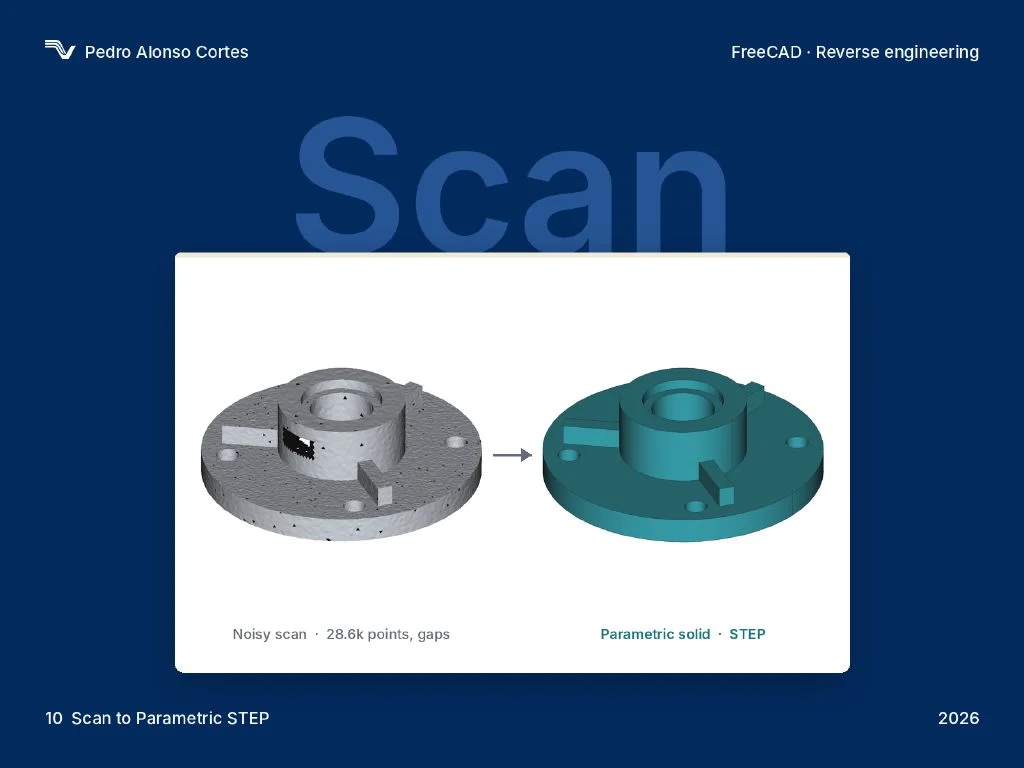 Pedro Alonso Cortes
FreeCAD · Reverse engineering
Scan
Noisy scan · 28.6k points, gaps
Parametric solid · STEP
10 Scan to Parametric STEP
2026